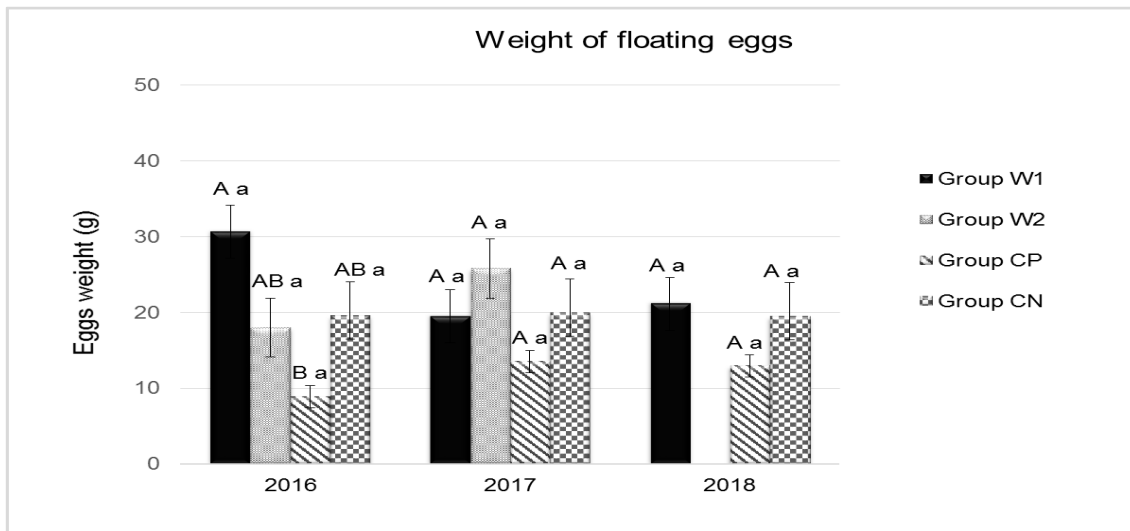 Weight of floating eggs
Eggs weight (g)
50
40
30
20
10
0
A a
AB a
B a
AB a
A a
A a
A a
A a
A a
A a
A a
2016
2017
2018
Group W1
Group W2
Group CP
Group CN